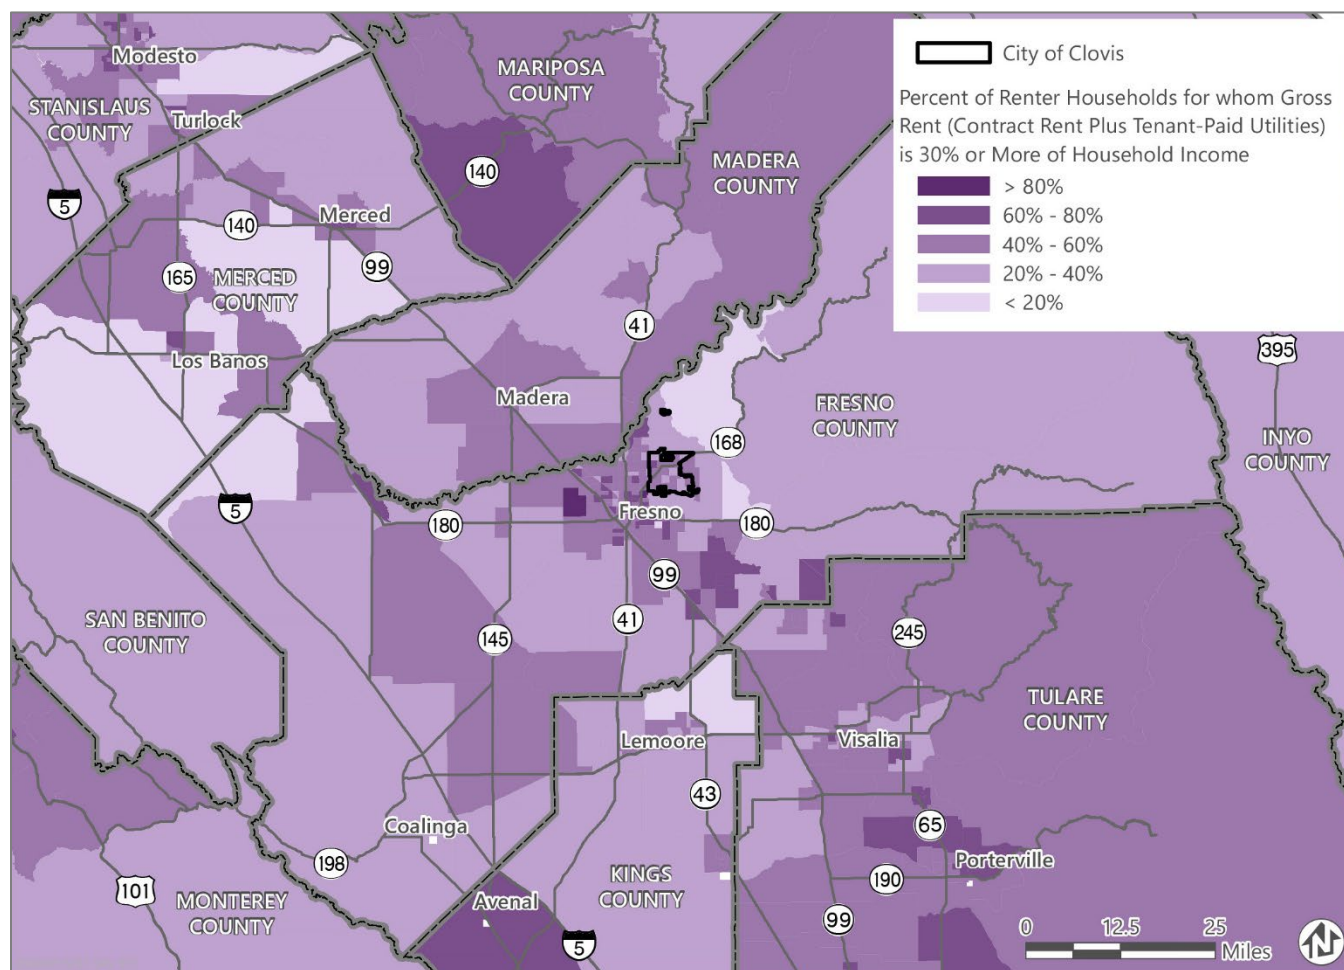 City of Clovis
Percent of Renter Households for whom Gross
Rent (Contract Rent Plus Tenant-Paid Utilities)
is 30% or More of Household Income
> 80%
60% - 80%
40% - 60%
20% - 40%
< 20%
Modesto
STANISLAUS
COUNTY
Turlock
MARIPOSA
COUNTY
MADERA
COUNTY
140
5
Merced
140
99
165
MERCED
COUNTY
41
Los Banos
395
Madera
FRESNO
COUNTY
INYO
COUNTY
168
5
180
Fresno
180
99
SAN BENITO
COUNTY
145
41
245
TULARE
COUNTY
Lemoore
Visalia
43
Coalinga
65
198
Porterville
KINGS
COUNTY
190
101
MONTEREY
COUNTY
Avenal
99
5
0 12.5 25
Miles
N